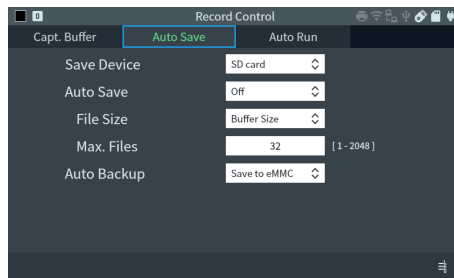 0 Record Control
Capt. Buffer Auto Save Auto Run
Save Device SD card
Auto Save Off
File Size Buffer Size
Max. Files 32 [ 1 - 2048 ]
Auto Backup Save to eMMC